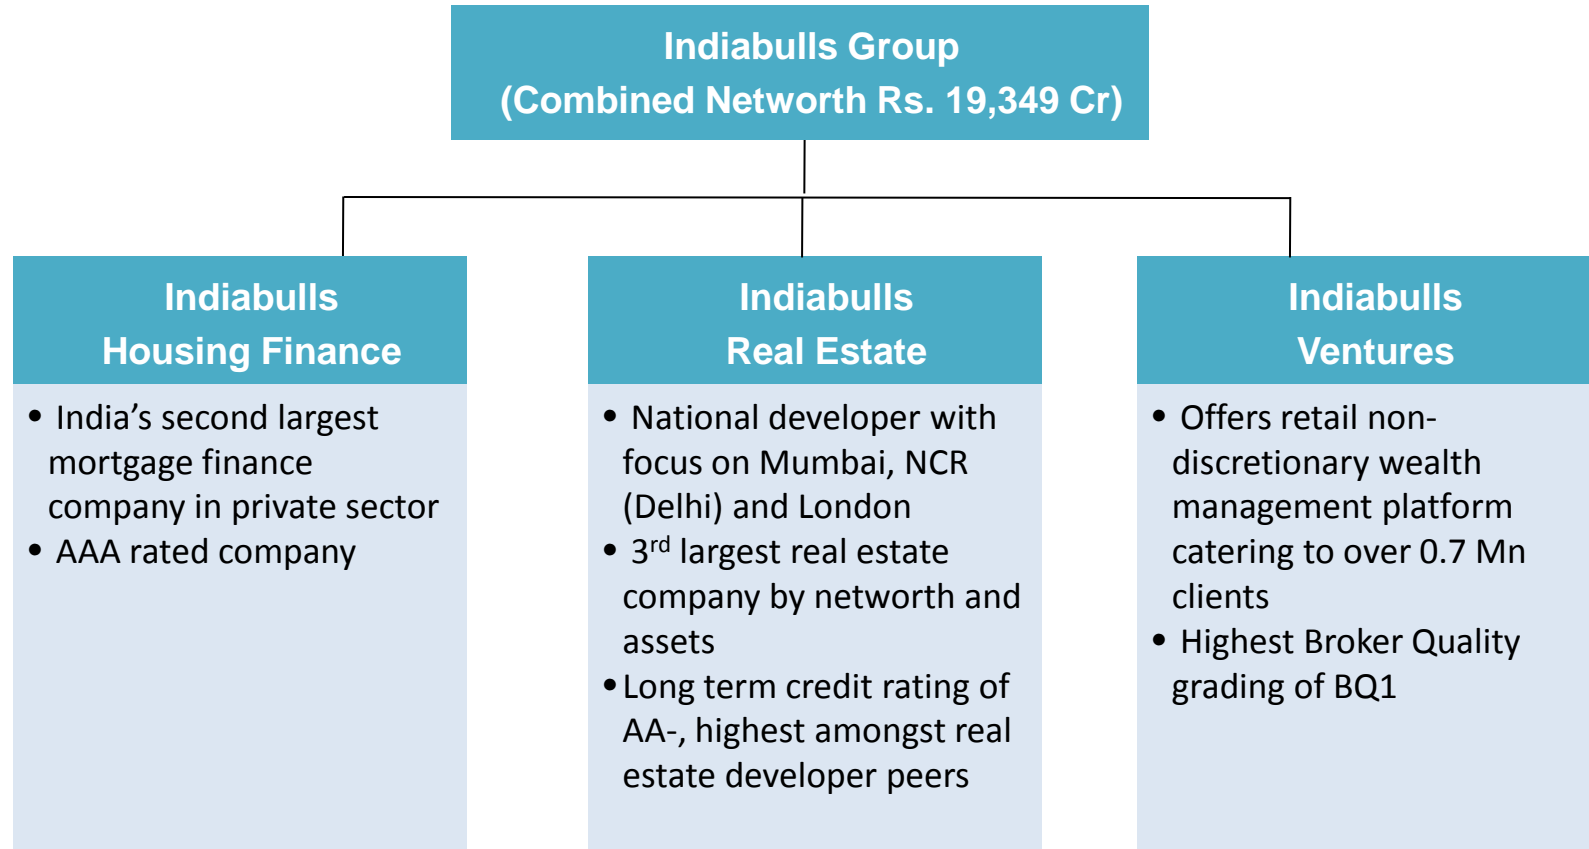 Indiabulls Group
(Combined Networth Rs. 19,349 Cr)
Indiabulls
Housing Finance
• India’s second largest
mortgage finance
company in private sector
• AAA rated company
Indiabulls
Real Estate
• National developer with
focus on Mumbai, NCR
(Delhi) and London
• 3rd largest real estate
company by networth and
assets
• Long term credit rating of
AA-, highest amongst real
estate developer peers
Indiabulls
Ventures
• Offers retail non-
discretionary wealth
management platform
catering to over 0.7 Mn
clients
• Highest Broker Quality
grading of BQ1